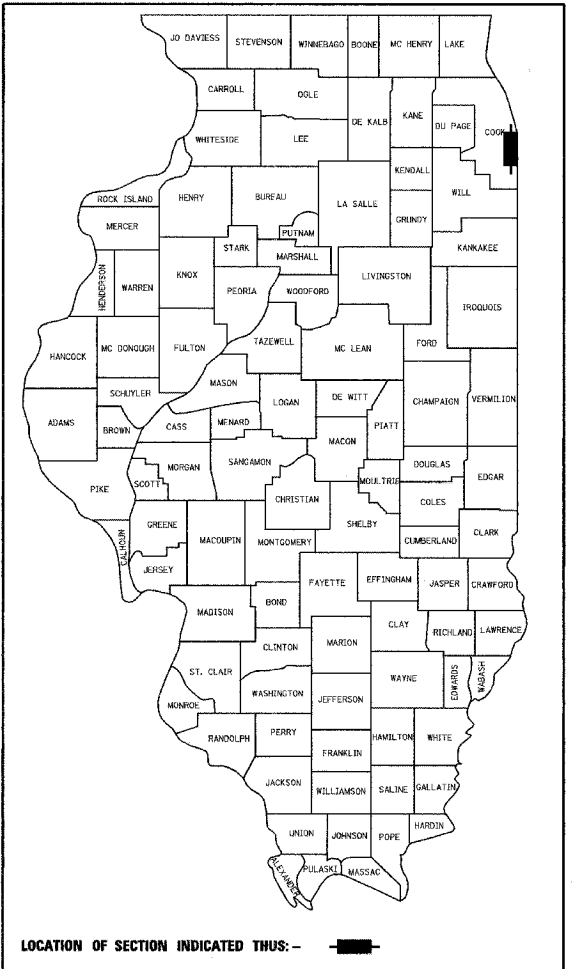 JO DAVIESS
STEVENSON
WINNEBAGO
BOONE
MC HENRY
LAKE
CARROLL
OGLE
DE KALB
KANE
DU PAGE
COOK
WHITESIDE
LEE
KENDALL
WILL
ROCK ISLAND
HENRY
BUREAU
LA SALLE
GRUNDY
MERCER
PUTNAM
KANKAKEE
STARK
MARSHALL
HENDERSON
WARREN
KNOX
PEORIA
WOODFORD
LIVINGSTON
IROQUOIS
HANCOCK
MC DONOUGH
FULTON
TAZEWELL
MC LEAN
FORD
MASON
SCHUYLER
LOGAN
DE WITT
CHAMPAIGN
VERMILION
ADAMS
BROWN
CASS
MENARD
MACON
PIATT
MORGAN
SANGAMON
DOUGLAS
EDGAR
PIKE
SCOTT
CHRISTIAN
MOULTRIE
COLES
CALHOUN
GREENE
MACOUPIN
MONTGOMERY
SHELBY
CUMBERLAND
CLARK
JERSEY
FAYETTE
EFFINGHAM
JASPER
CRAWFORD
MADISON
BOND
CLAY
RICHLAND
LAWRENCE
CLINTON
MARION
ST. CLAIR
WAYNE
EDWARDS
WABASH
WASHINGTON
JEFFERSON
MONROE
RANDOLPH
PERRY
HAMILTON
WHITE
FRANKLIN
JACKSON
WILLIAMSON
SALINE
GALLATIN
UNION
JOHNSON
POPE
HARDIN
ALEXANDER
PULASKI
MASSAC
LOCATION OF SECTION INDICATED THUS: -